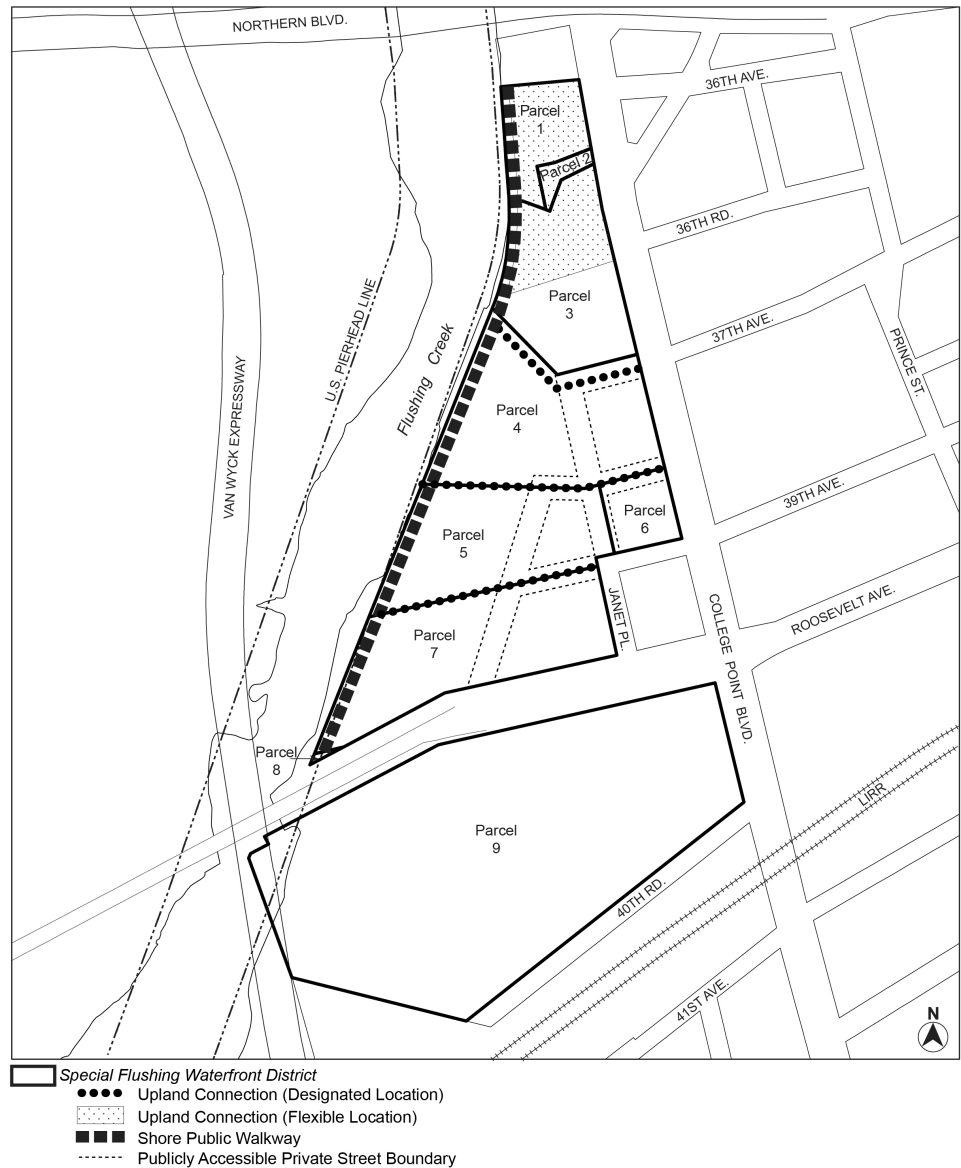 NORTHERN BLVD.
36TH AVE.
Parcel
1
Parcel 2
36TH RD.
U.S. PIERHEAD LINE
Parcel
3
37TH AVE.
PRINCE ST.
Flushing Creek
VAN WYCK EXPRESSWAY
Parcel
4
39TH AVE.
Parcel
6
Parcel
5
JANET PL.
COLLEGE POINT BLVD.
ROOSEVELT AVE.
Parcel
7
Parcel
8
LIRR
Parcel
9
40TH RD.
41ST AVE.
N
Special Flushing Waterfront District
Upland Connection (Designated Location)
Upland Connection (Flexible Location)
Shore Public Walkway
Publicly Accessible Private Street Boundary